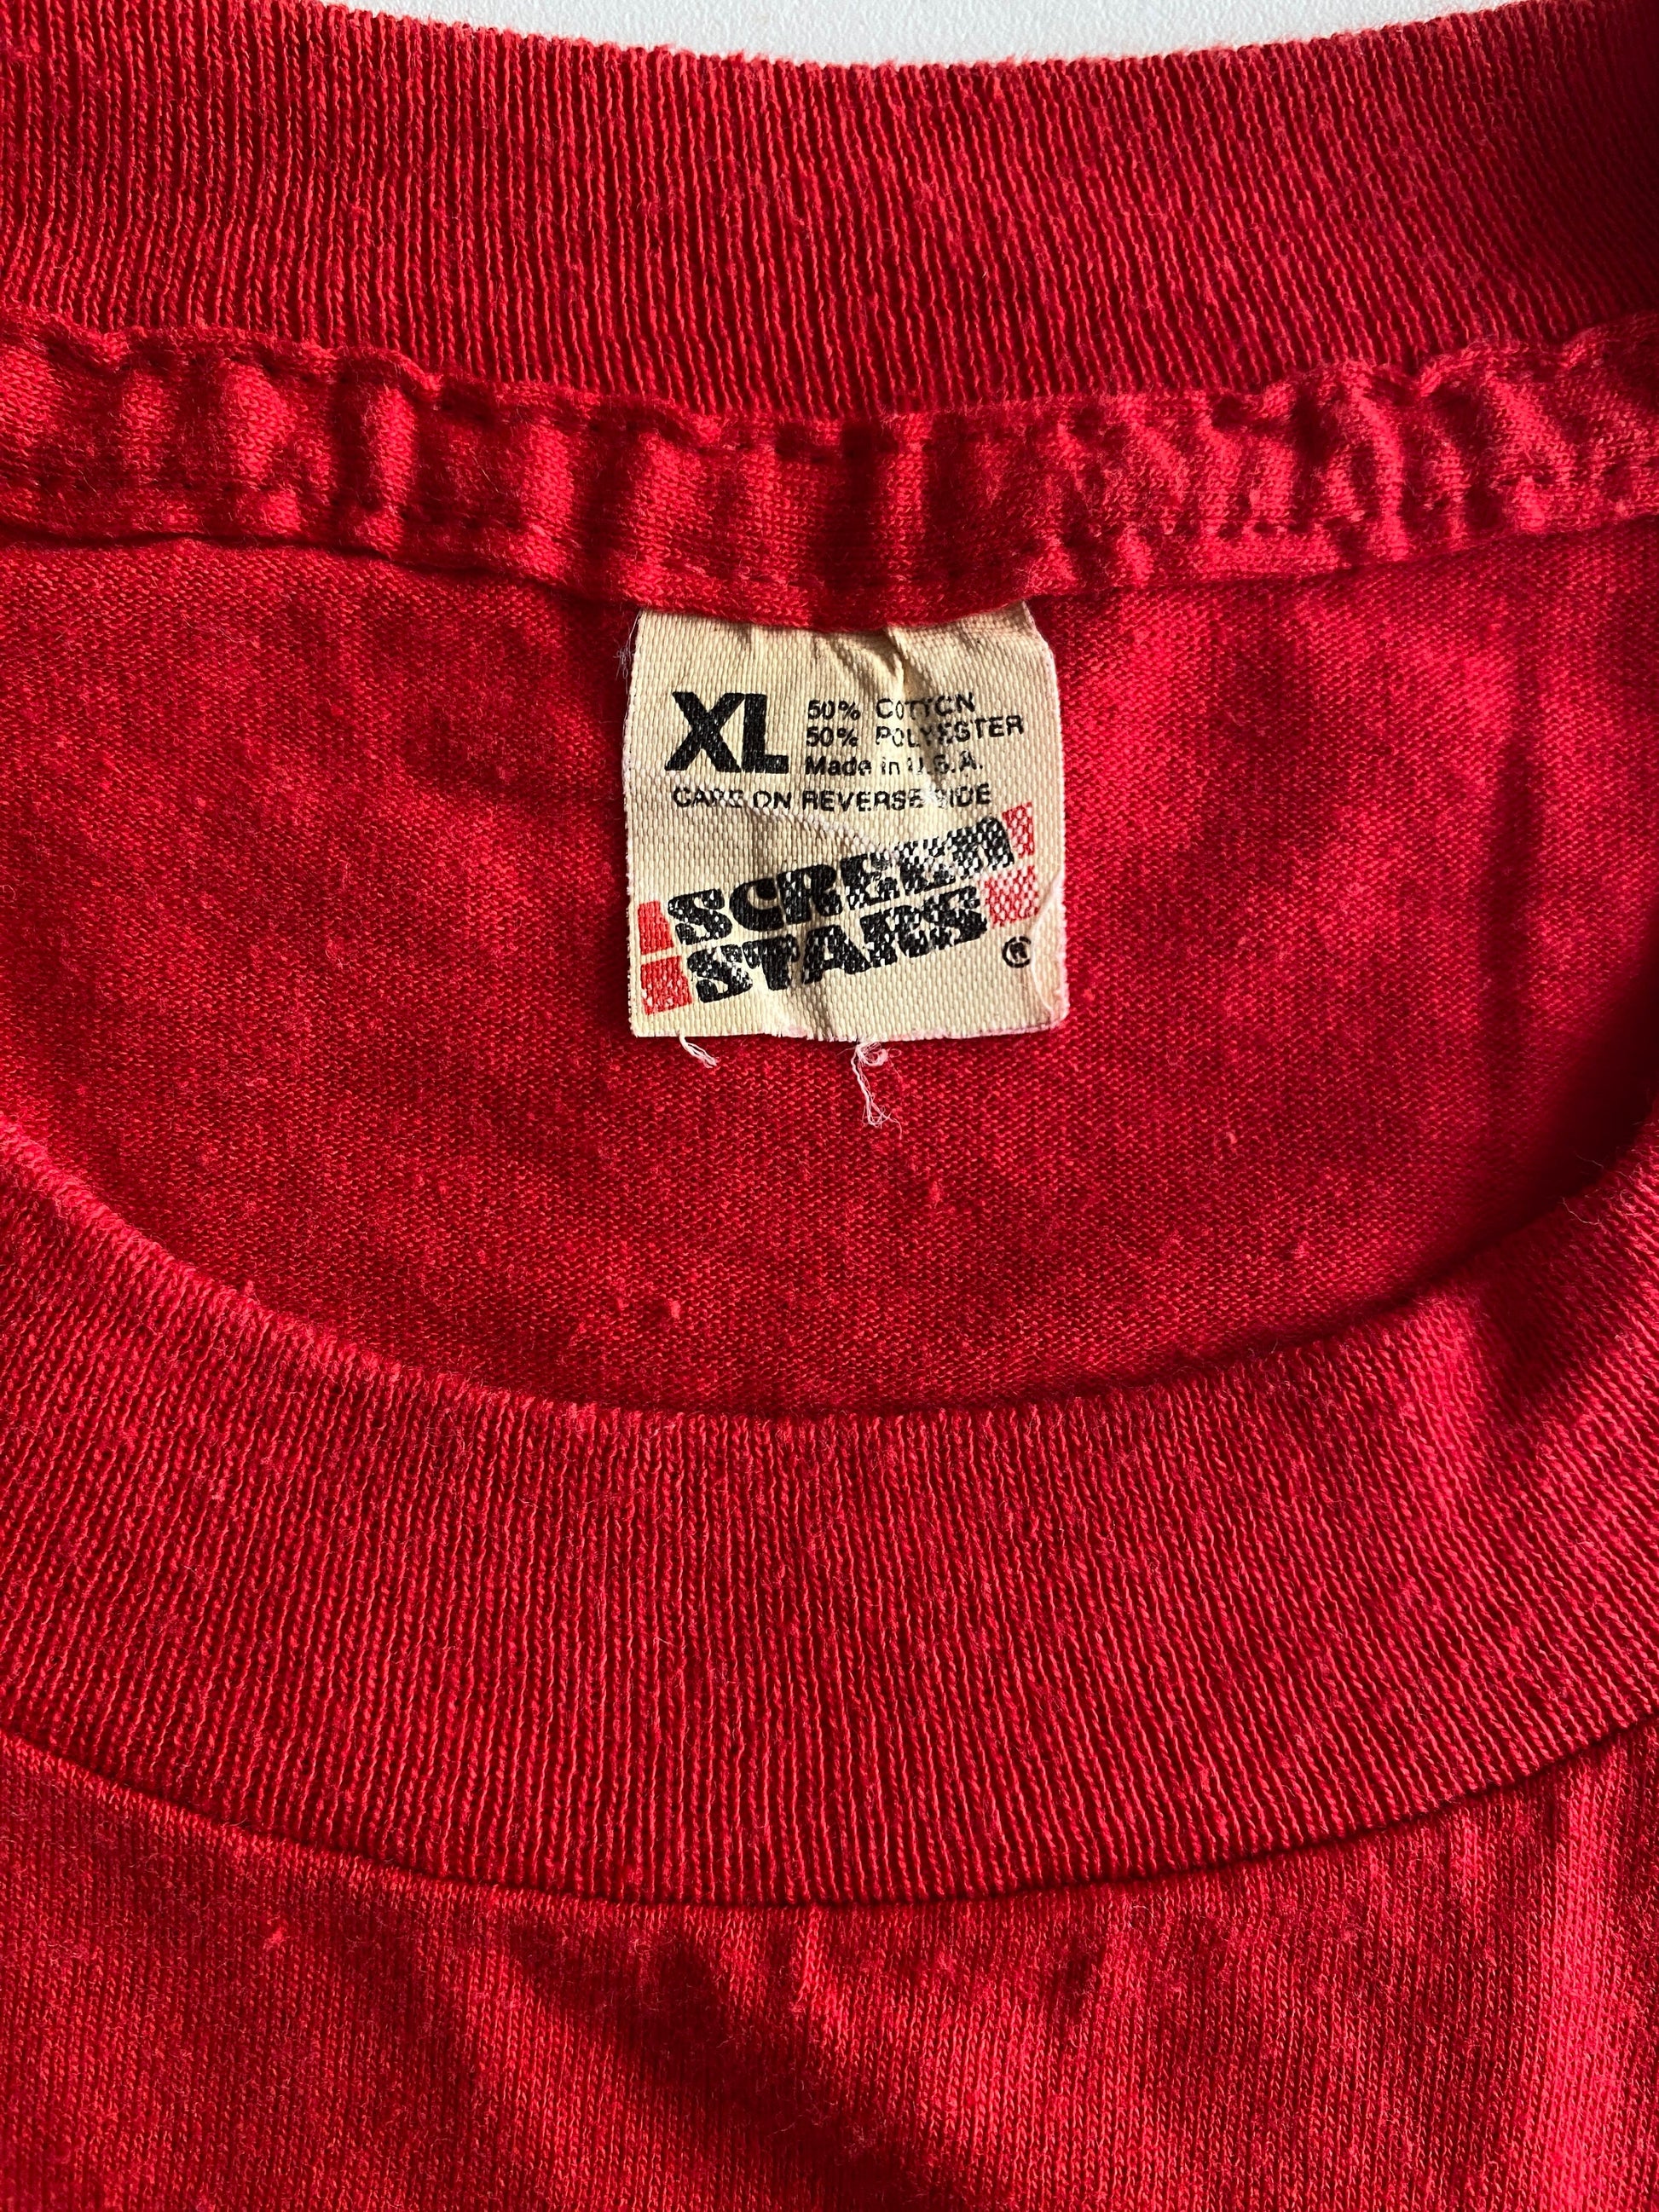 XL 50% COTTON
50% POLYESTER
Made in U.S.A.
CARE ON REVERSE SIDE
SCREEN
STARS ®